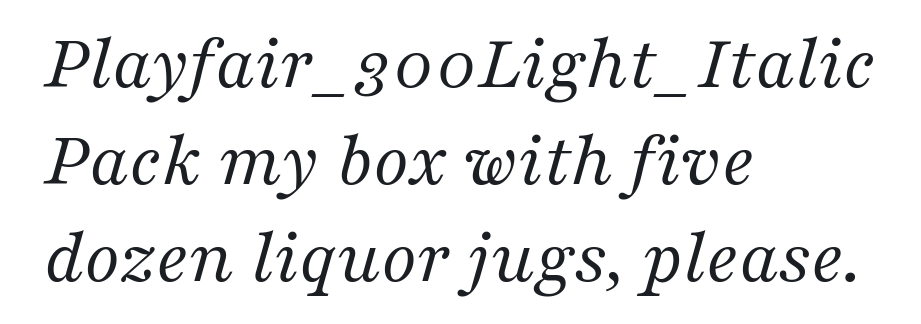 Playfair_300Light_Italic
Pack my box with five
dozen liquor jugs, please.